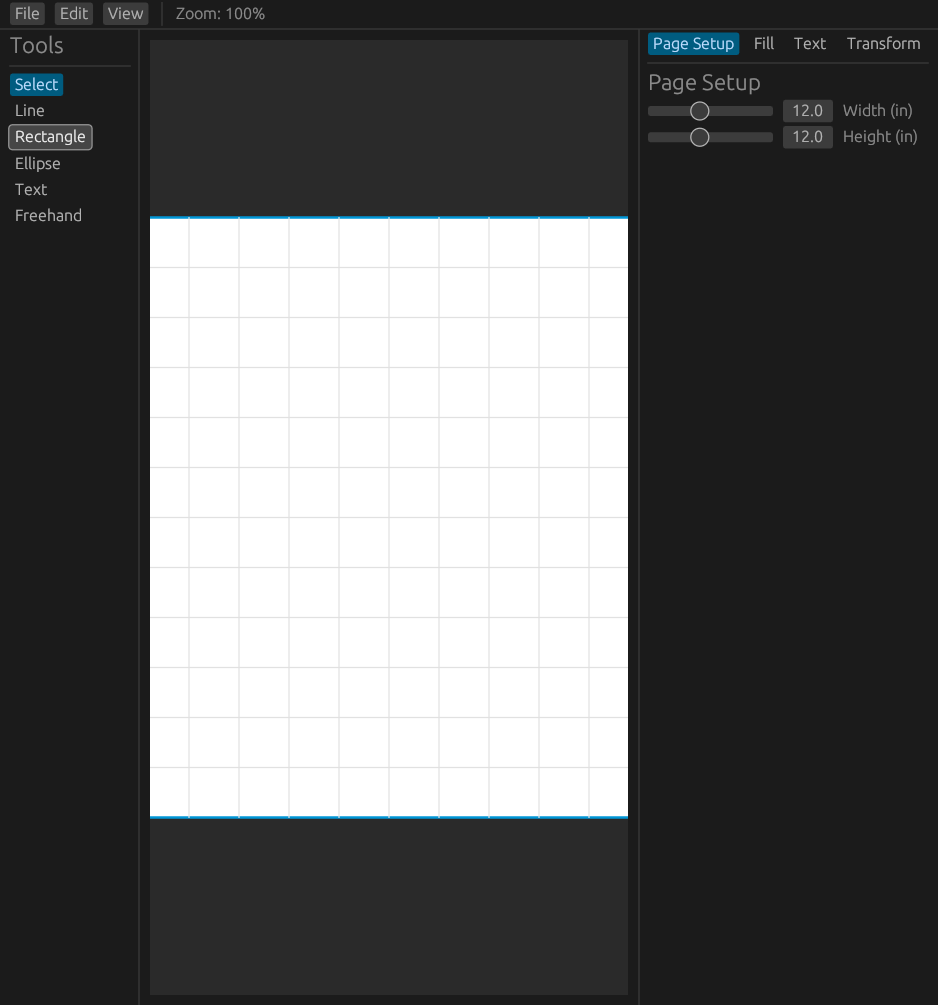 File Edit View Zoom: 100%
Tools
Select
Line
Rectangle
Ellipse
Text
Freehand
Page Setup Fill Text Transform
Page Setup
12.0 Width (in)
12.0 Height (in)